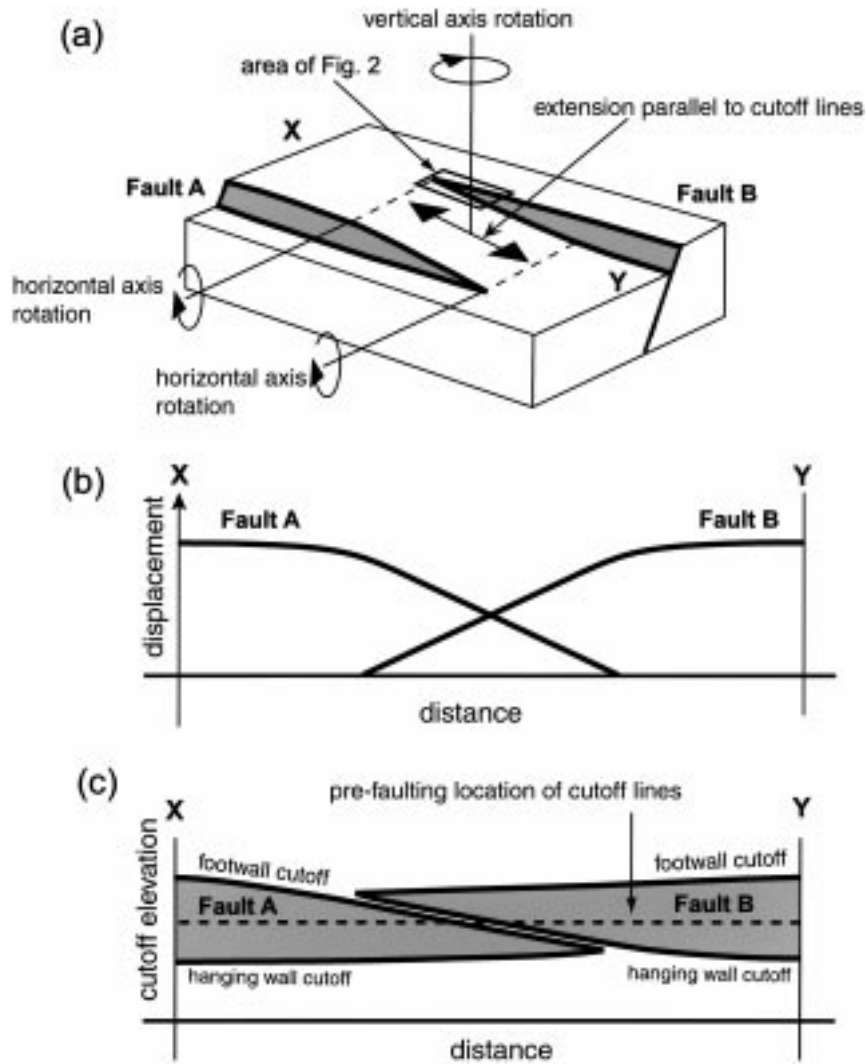 (a)
vertical axis rotation
area of Fig. 2
extension parallel to cutoff lines
X
Fault A
Fault B
Y
horizontal axis
rotation
horizontal axis
rotation
(b)
X
Y
Fault A
Fault B
displacement
distance
(c)
X
pre-faulting location of cutoff lines
Y
cutoff elevation
footwall cutoff
footwall cutoff
Fault A
Fault B
hanging wall cutoff
hanging wall cutoff
distance